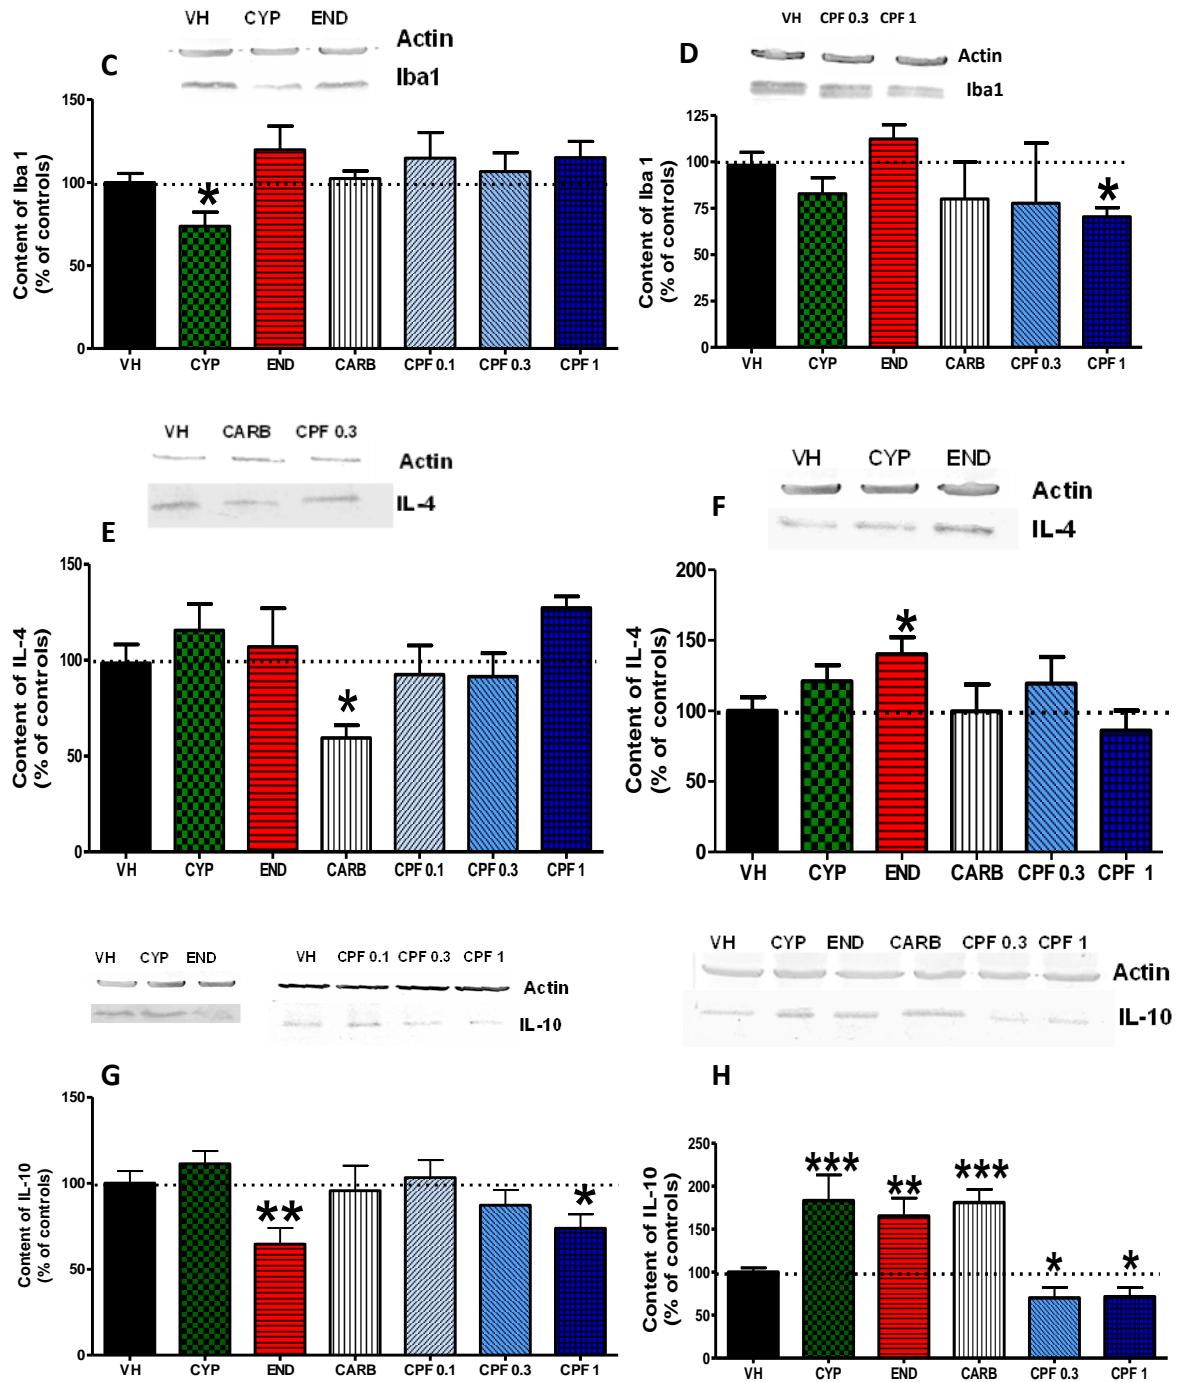 VH CYP END
Actin
C
Iba1
150
100
50
0
Content of Iba 1
(% of controls)
*
VH CYP END CARB CPF 0.1 CPF 0.3 CPF 1
VH CPF 0.3 CPF 1
D
Actin
Iba1
125
100
75
50
25
0
Content of Iba 1
(% of controls)
*
VH CYP END CARB CPF 0.3 CPF 1
VH CARB CPF 0.3
Actin
IL-4
E
150
100
50
0
Content of IL-4
(% of controls)
*
VH CYP END CARB CPF 0.1 CPF 0.3 CPF 1
VH CYP END
Actin
F
IL-4
200
150
100
50
0
Content of IL-4
(% of controls)
*
VH CYP END CARB CPF 0.3 CPF 1
VH CYP END
VH CPF 0.1 CPF 0.3 CPF 1
Actin
IL-10
G
150
100
50
0
Content of IL-10
(% of controls)
** *
VH CYP END CARB CPF 0.1 CPF 0.3 CPF 1
VH CYP END CARB CPF 0.3 CPF 1
Actin
IL-10
H
250
200
150
100
50
0
Content of IL-10
(% of controls)
*** ** *** * *
VH CYP END CARB CPF 0.3 CPF 1